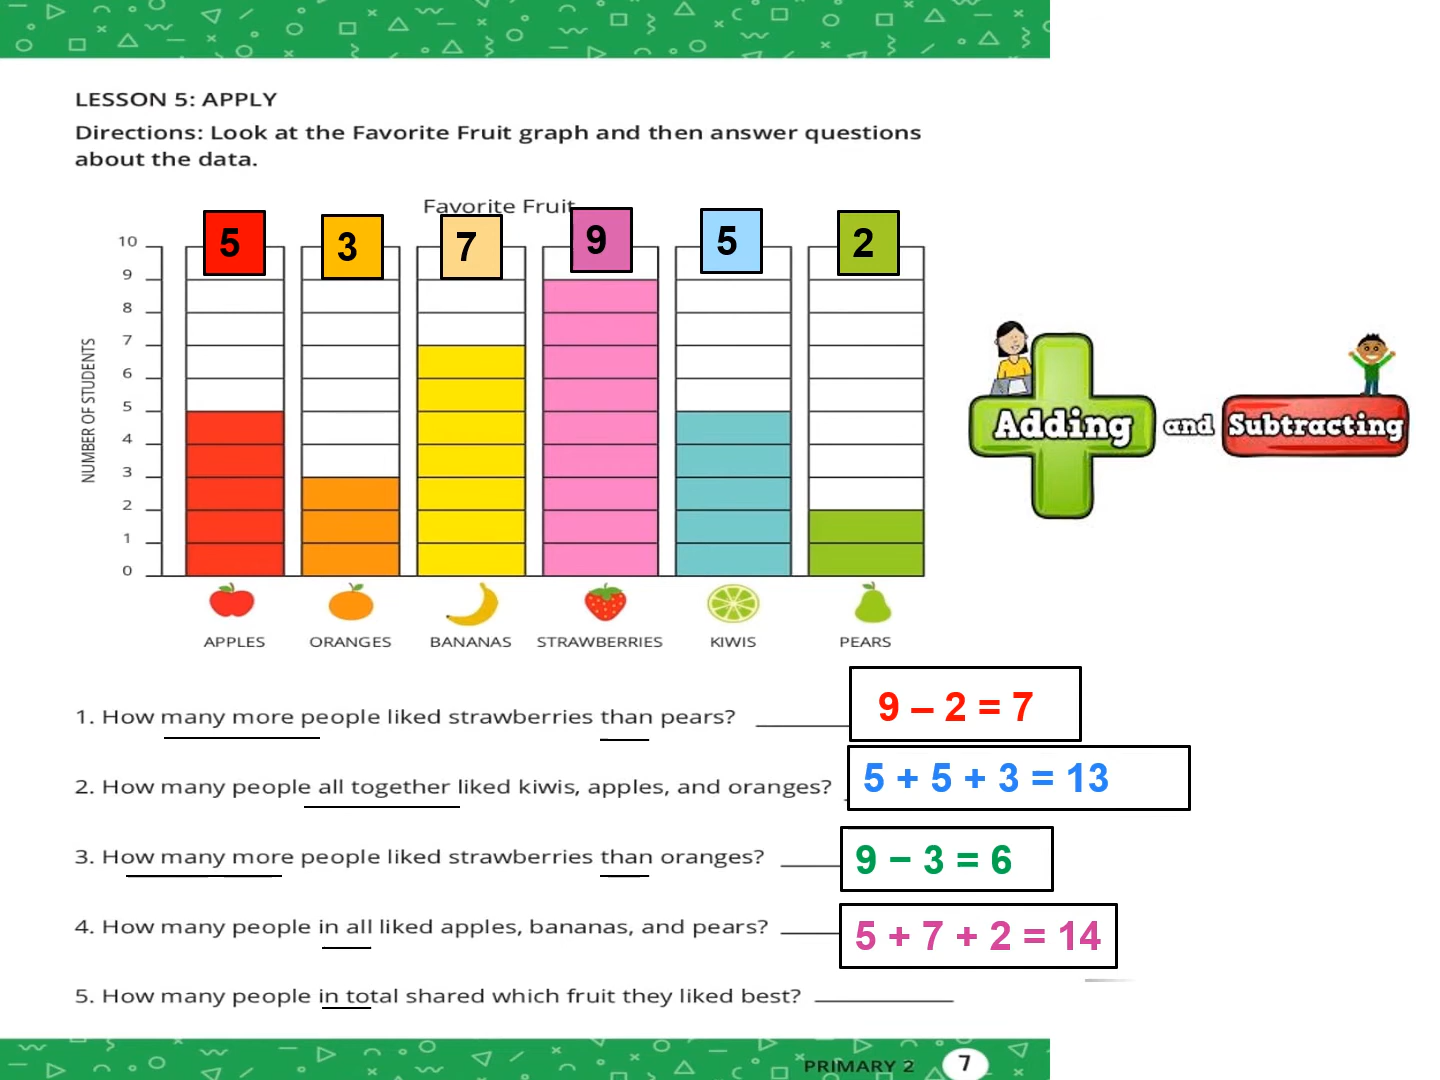 LESSON 5: APPLY
Directions: Look at the Favorite Fruit graph and then answer questions
about the data.
Favorite Fruit
5 3 7 9 5 2
10
9
8
7
6
5
4
3
2
1
0
NUMBER OF STUDENTS
APPLES ORANGES BANANAS STRAWBERRIES KIWIS PEARS
Adding and Subtracting
1. How many more people liked strawberries than pears? 9 – 2 = 7
2. How many people all together liked kiwis, apples, and oranges? 5 + 5 + 3 = 13
3. How many more people liked strawberries than oranges? 9 – 3 = 6
4. How many people in all liked apples, bananas, and pears? 5 + 7 + 2 = 14
5. How many people in total shared which fruit they liked best?
PRIMARY 2 7